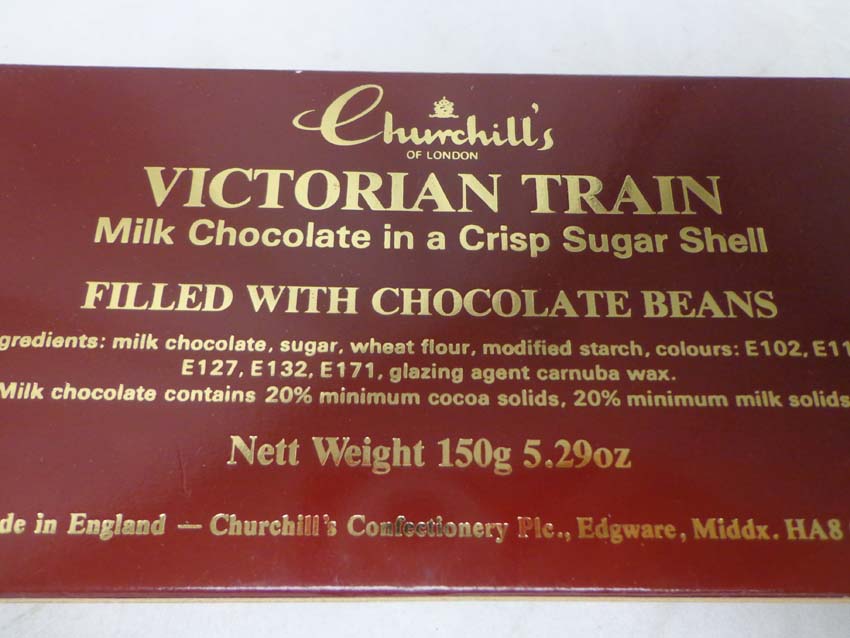 Churchill's
OF LONDON
VICTORIAN TRAIN
Milk Chocolate in a Crisp Sugar Shell
FILLED WITH CHOCOLATE BEANS
gredients: milk chocolate, sugar, wheat flour, modified starch, colours: E102, E11
E127, E132, E171, glazing agent carnuba wax.
Milk chocolate contains 20% minimum cocoa solids, 20% minimum milk solids
Nett Weight 150g 5.29oz
de in England — Churchill's Confectionery Plc., Edgware, Middx. HA8